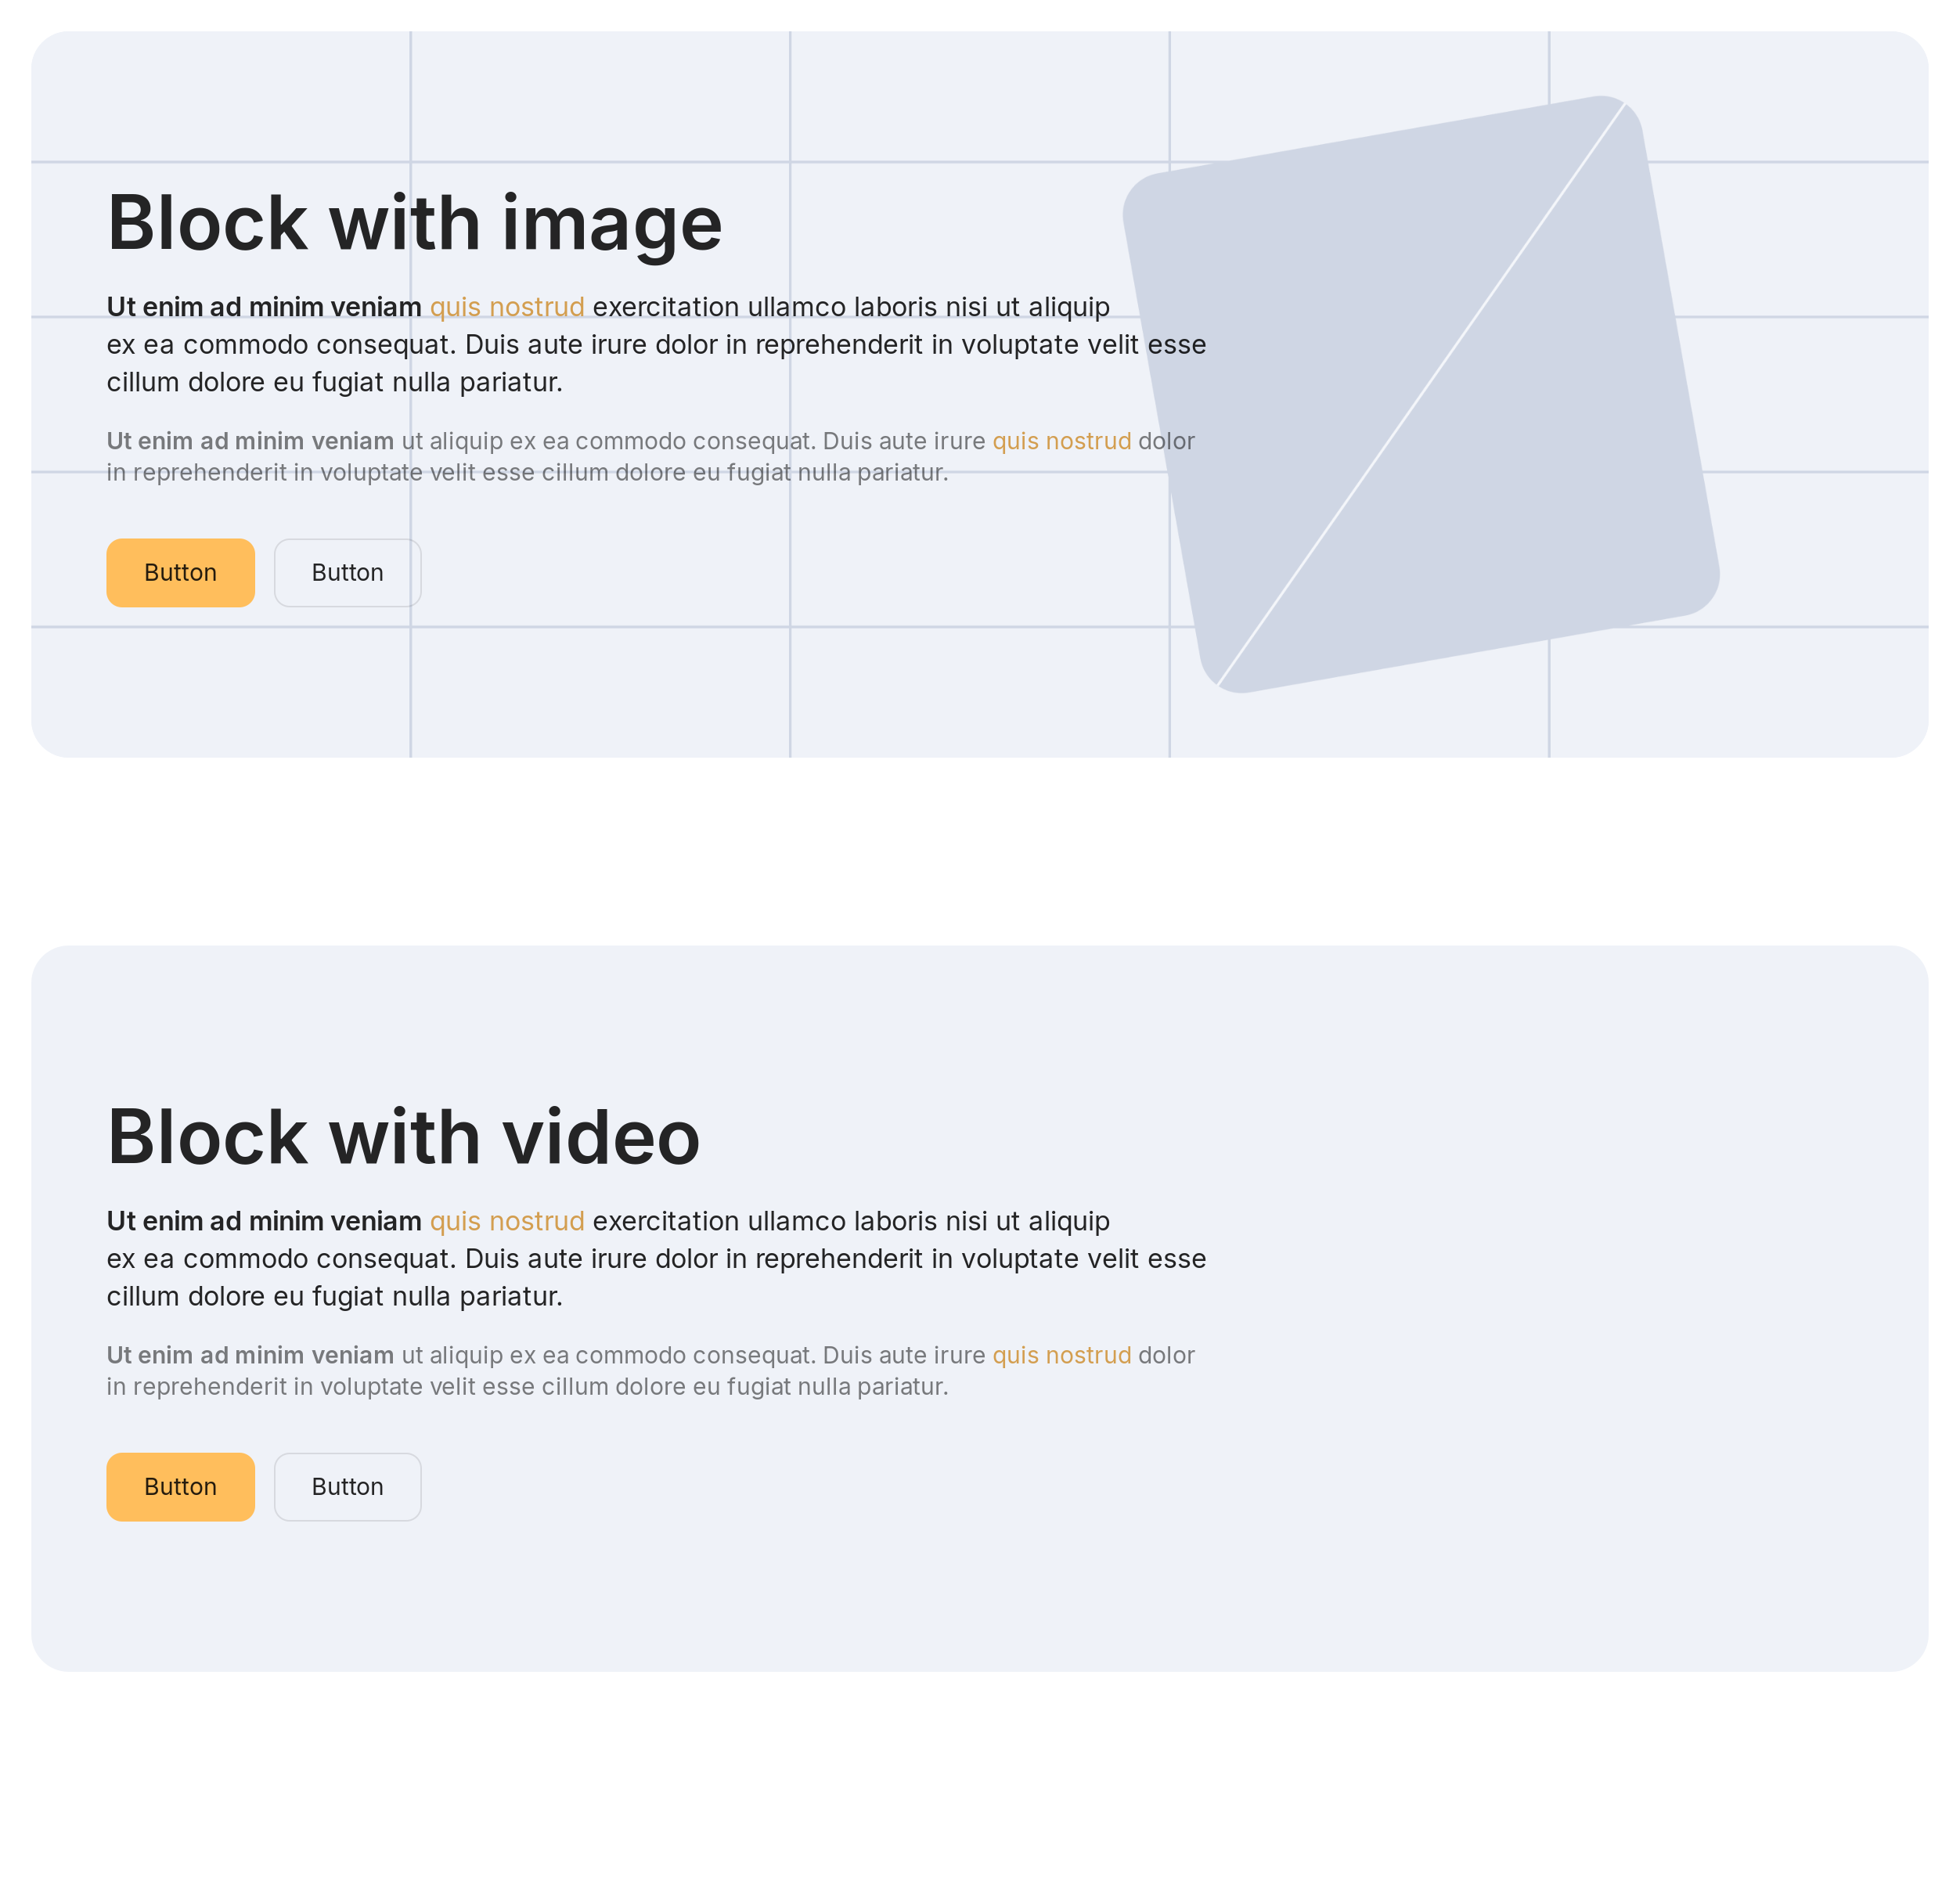 Block with image
Ut enim ad minim veniam quis nostrud exercitation ullamco laboris nisi ut aliquip
ex ea commodo consequat. Duis aute irure dolor in reprehenderit in voluptate velit esse
cillum dolore eu fugiat nulla pariatur.
Ut enim ad minim veniam ut aliquip ex ea commodo consequat. Duis aute irure quis nostrud dolor
in reprehenderit in voluptate velit esse cillum dolore eu fugiat nulla pariatur.
Button Button
Block with video
Ut enim ad minim veniam quis nostrud exercitation ullamco laboris nisi ut aliquip
ex ea commodo consequat. Duis aute irure dolor in reprehenderit in voluptate velit esse
cillum dolore eu fugiat nulla pariatur.
Ut enim ad minim veniam ut aliquip ex ea commodo consequat. Duis aute irure quis nostrud dolor
in reprehenderit in voluptate velit esse cillum dolore eu fugiat nulla pariatur.
Button Button